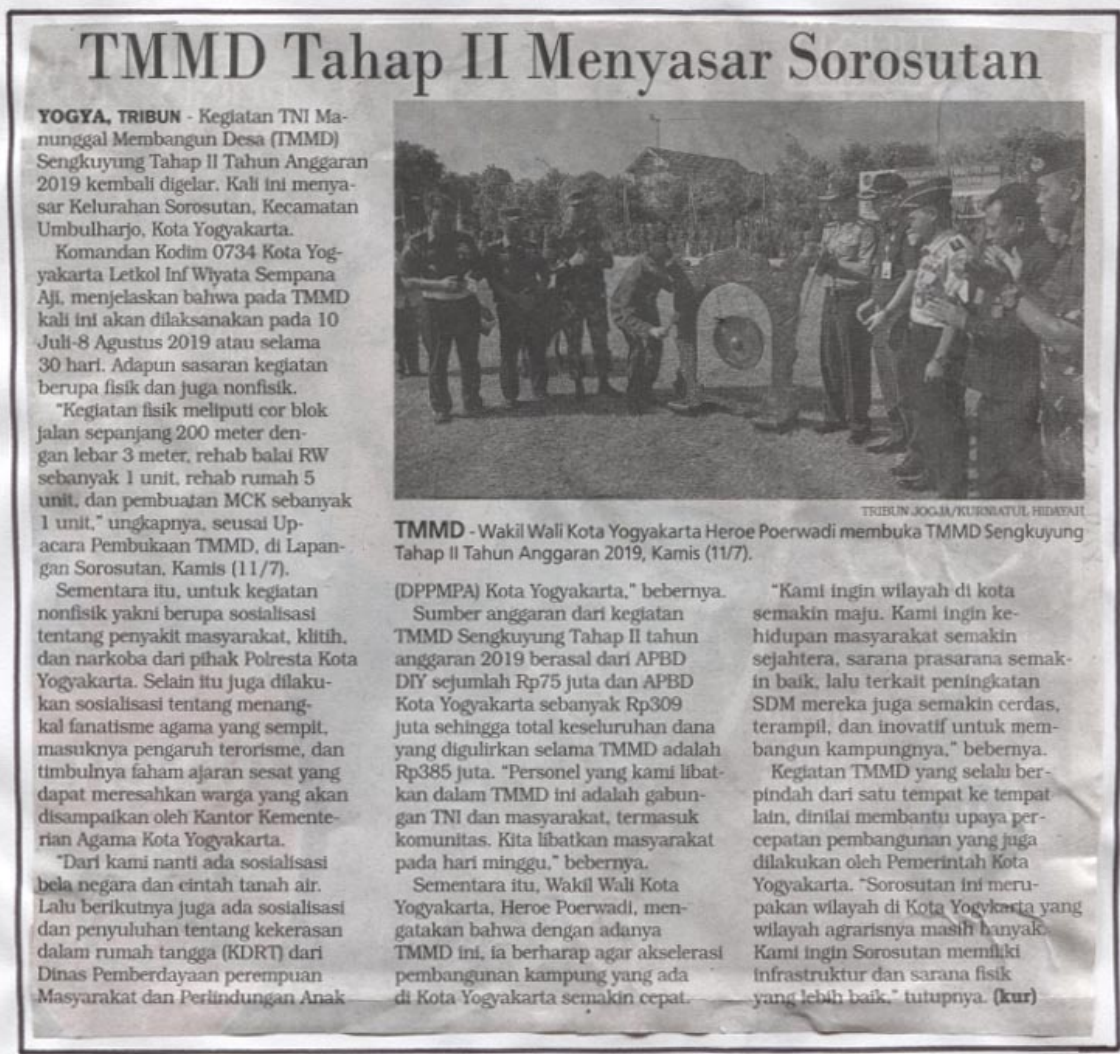 TMMD Tahap II Menyasar Sorosutan
YOGYA, TRIBUN - Kegiatan TNI Ma-
nunggal Membangun Desa (TMMD)
Sengkuyung Tahap II Tahun Anggaran
2019 kembali digelar. Kali ini menya-
sar Kelurahan Sorosutan, Kecamatan
Umbulharjo, Kota Yogyakarta.
Komandan Kodim 0734 Kota Yog-
yakarta Letkol Inf Wiyata Sempana
Aji, menjelaskan bahwa pada TMMD
kali ini akan dilaksanakan pada 10
Juli-8 Agustus 2019 atau selama
30 hari. Adapun sasaran kegiatan
berupa fisik dan juga nonfisik.
"Kegiatan fisik meliputi cor blok
jalan sepanjang 200 meter den-
gan lebar 3 meter, rehab balai RW
sebanyak 1 unit, rehab rumah 5
unit, dan pembuatan MCK sebanyak
1 unit," ungkapnya, seusai Up-
acara Pembukaan TMMD, di Lapan-
gan Sorosutan, Kamis (11/7).
Sementara itu, untuk kegiatan
nonfisik yakni berupa sosialisasi
tentang penyakit masyarakat, klitih,
dan narkoba dari pihak Polresta Kota
Yogyakarta. Selain itu juga dilaku-
kan sosialisasi tentang menang-
kal fanatisme agama yang sempit,
masuknya pengaruh terorisme, dan
timbulnya faham ajaran sesat yang
dapat meresahkan warga yang akan
disampaikan oleh Kantor Kemente-
rian Agama Kota Yogyakarta.
"Dari kami nanti ada sosialisasi
bela negara dan cintah tanah air.
Lalu berikutnya juga ada sosialisasi
dan penyuluhan tentang kekerasan
dalam rumah tangga (KDRT) dari
Dinas Pemberdayaan perempuan
Masyarakat dan Perlindungan Anak
TRIBUN JOGJA/KURNIATUL HIDAYAH
TMMD - Wakil Wali Kota Yogyakarta Heroe Poerwadi membuka TMMD Sengkuyung
Tahap II Tahun Anggaran 2019, Kamis (11/7).
(DPPMPA) Kota Yogyakarta," bebernya.
Sumber anggaran dari kegiatan
TMMD Sengkuyung Tahap II tahun
anggaran 2019 berasal dari APBD
DIY sejumlah Rp75 juta dan APBD
Kota Yogyakarta sebanyak Rp309
juta sehingga total keseluruhan dana
yang digulirkan selama TMMD adalah
Rp385 juta. "Personel yang kami libat-
kan dalam TMMD ini adalah gabun-
gan TNI dan masyarakat, termasuk
komunitas. Kita libatkan masyarakat
pada hari minggu," bebernya.
Sementara itu, Wakil Wali Kota
Yogyakarta, Heroe Poerwadi, men-
gatakan bahwa dengan adanya
TMMD ini, ia berharap agar akselerasi
pembangunan kampung yang ada
di Kota Yogyakarta semakin cepat.
"Kami ingin wilayah di kota
semakin maju. Kami ingin ke-
hidupan masyarakat semakin
sejahtera, sarana prasarana semak-
in baik, lalu terkait peningkatan
SDM mereka juga semakin cerdas,
terampil, dan inovatif untuk mem-
bangun kampungnya," bebernya.
Kegiatan TMMD yang selalu ber-
pindah dari satu tempat ke tempat
lain, dinilai membantu upaya per-
cepatan pembangunan yang juga
dilakukan oleh Pemerintah Kota
Yogyakarta. "Sorosutan ini meru-
pakan wilayah di Kota Yogykarta yang
wilayah agrarisnya masih banyak.
Kami ingin Sorosutan memiliki
infrastruktur dan sarana fisik
yang lebih baik," tutupnya. (kur)